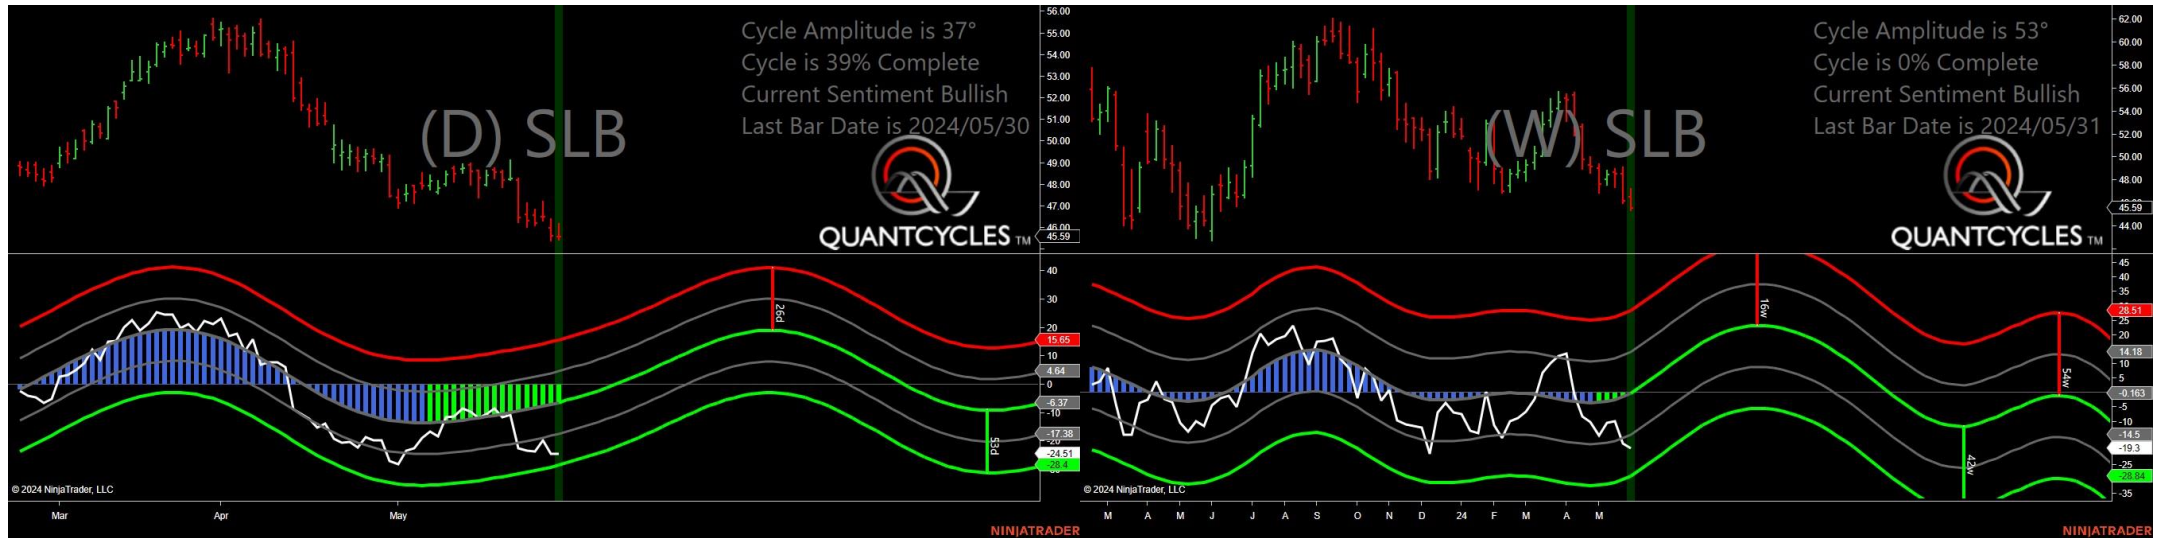 Cycle Amplitude is 37°
Cycle is 39% Complete
Current Sentiment Bullish
Last Bar Date is 2024/05/30
(D) SLB
QUANTCYCLES TM
56.00
55.00
54.00
53.00
52.00
51.00
50.00
49.00
48.00
47.00
46.00
45.59
40
30
20
15.65
10
4.64
0
-6.37
-10
-17.38
-24.51
-28.4
26d
53d
© 2024 NinjaTrader, LLC
Mar
Apr
May
NINJATRADER
Cycle Amplitude is 53°
Cycle is 0% Complete
Current Sentiment Bullish
Last Bar Date is 2024/05/31
(W) SLB
QUANTCYCLES TM
62.00
60.00
58.00
56.00
54.00
52.00
50.00
48.00
45.59
44.00
45
40
35
28.51
25
20
14.18
10
5
-0.163
-5
-10
-14.5
-19.3
-25
-28.84
-35
16w
42w
54w
© 2024 NinjaTrader, LLC
M A M J J A S O N D 24 F M A M
NINJATRADER